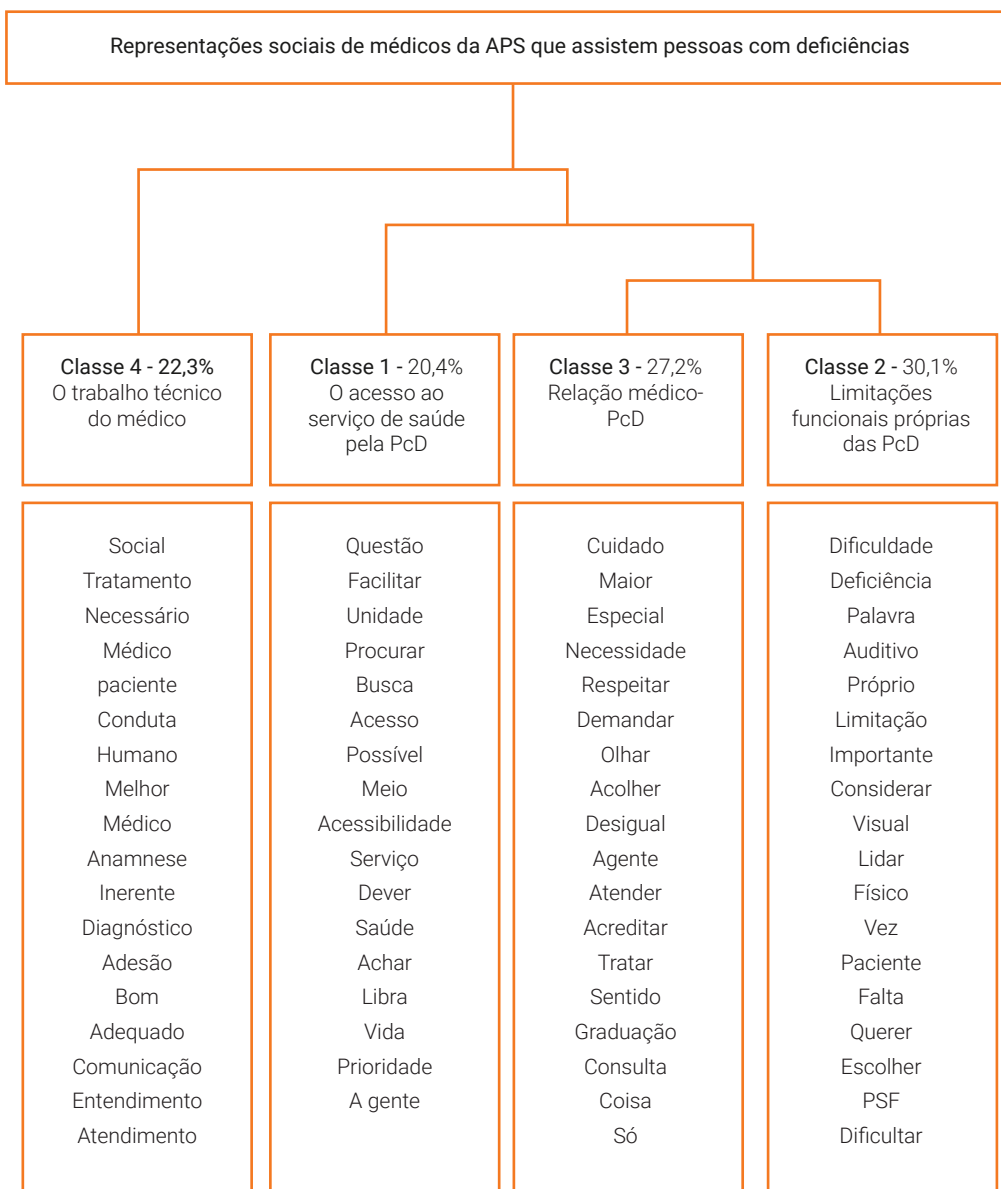 Representações sociais de médicos da APS que assistem pessoas com deficiências
Classe 4 - 22,3%
O trabalho técnico
do médico
Classe 1 - 20,4%
O acesso ao
serviço de saúde
pela PcD
Classe 3 - 27,2%
Relação médico-
PcD
Classe 2 - 30,1%
Limitações
funcionais próprias
das PcD
Social
Tratamento
Necessário
Médico
paciente
Conduta
Humano
Melhor
Médico
Anamnese
Inerente
Diagnóstico
Adesão
Bom
Adequado
Comunicação
Entendimento
Atendimento
Questão
Facilitar
Unidade
Procurar
Busca
Acesso
Possível
Meio
Acessibilidade
Serviço
Dever
Saúde
Achar
Libra
Vida
Prioridade
A gente
Cuidado
Maior
Especial
Necessidade
Respeitar
Demandar
Olhar
Acolher
Desigual
Agente
Atender
Acreditar
Tratar
Sentido
Graduação
Consulta
Coisa
Só
Dificuldade
Deficiência
Palavra
Auditivo
Próprio
Limitação
Importante
Considerar
Visual
Lidar
Físico
Vez
Paciente
Falta
Querer
Escolher
PSF
Dificultar